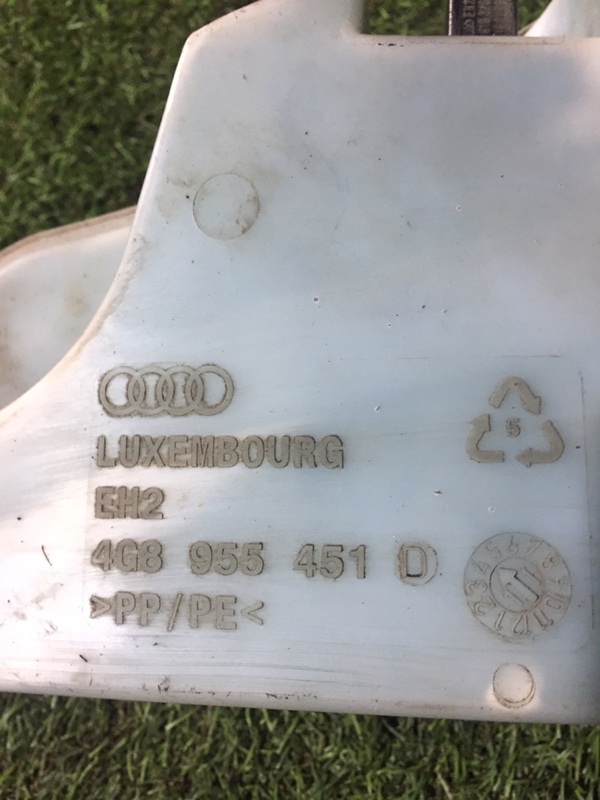 LUXEMBOURG
5
EH2
4G8 955 451 D
>PP/PE<